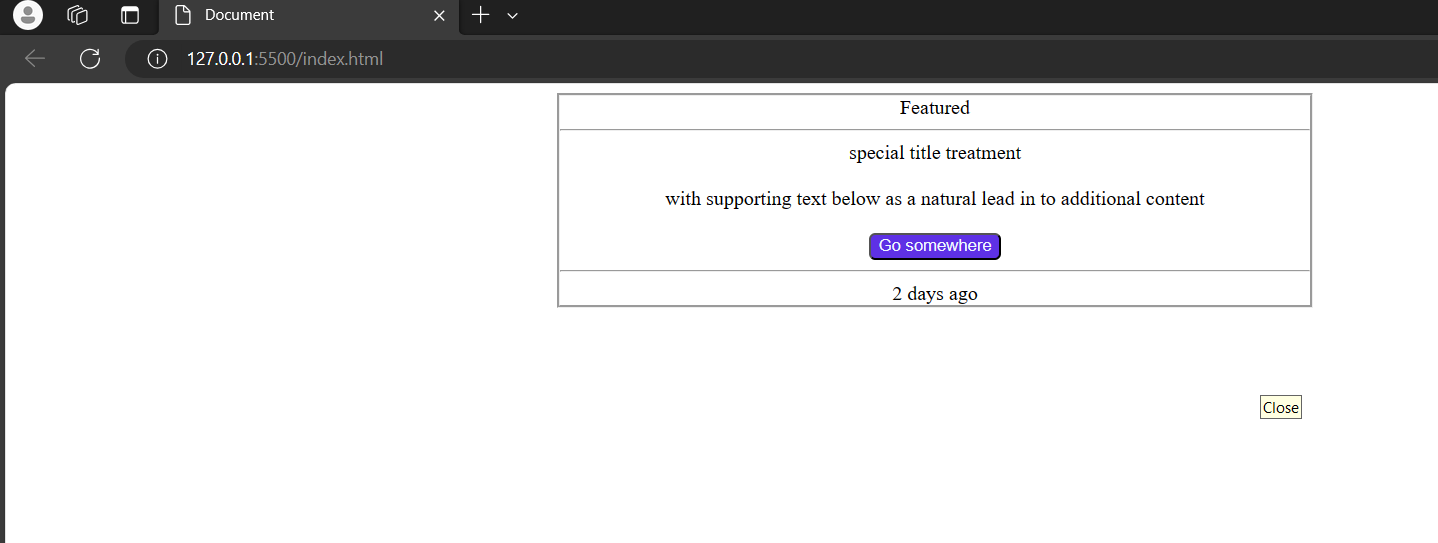 Document
127.0.0.1:5500/index.html
Featured
special title treatment
with supporting text below as a natural lead in to additional content
Go somewhere
2 days ago
Close